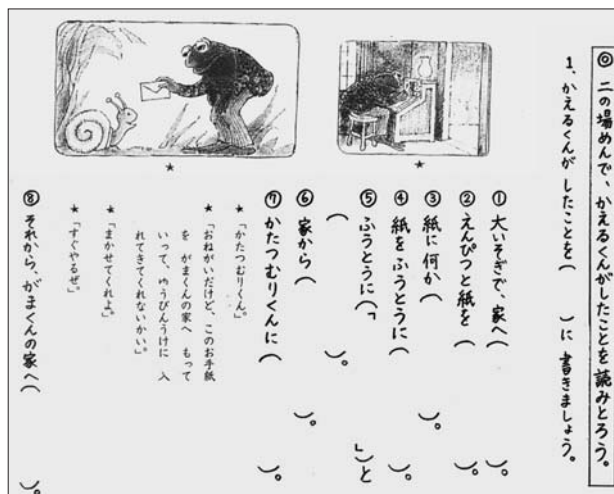 ◎ 二の場めんで、かえるくんがしたことを読みとろう。
1、かえるくんが したことを( )に 書きましょう。
① 大いそぎで、家へ( )。
② えんぴつと紙を( )。
③ 紙に何か( )。
④ 紙をふうとうに( )。
⑤ ふうとうに(「 」)と
( )。
⑥ 家から( )。
⑦ かたつむりくんに( )。
★「かたつむりくん。」
★「おねがいだけど、このお手紙
を がまくんの家へ もって
いって、ゆうびんうけに 入
れてきてくれないかい。」
★「まかせてくれよ。」
★「すぐやるぜ。」
⑧ それから、がまくんの家へ( )。
★
★